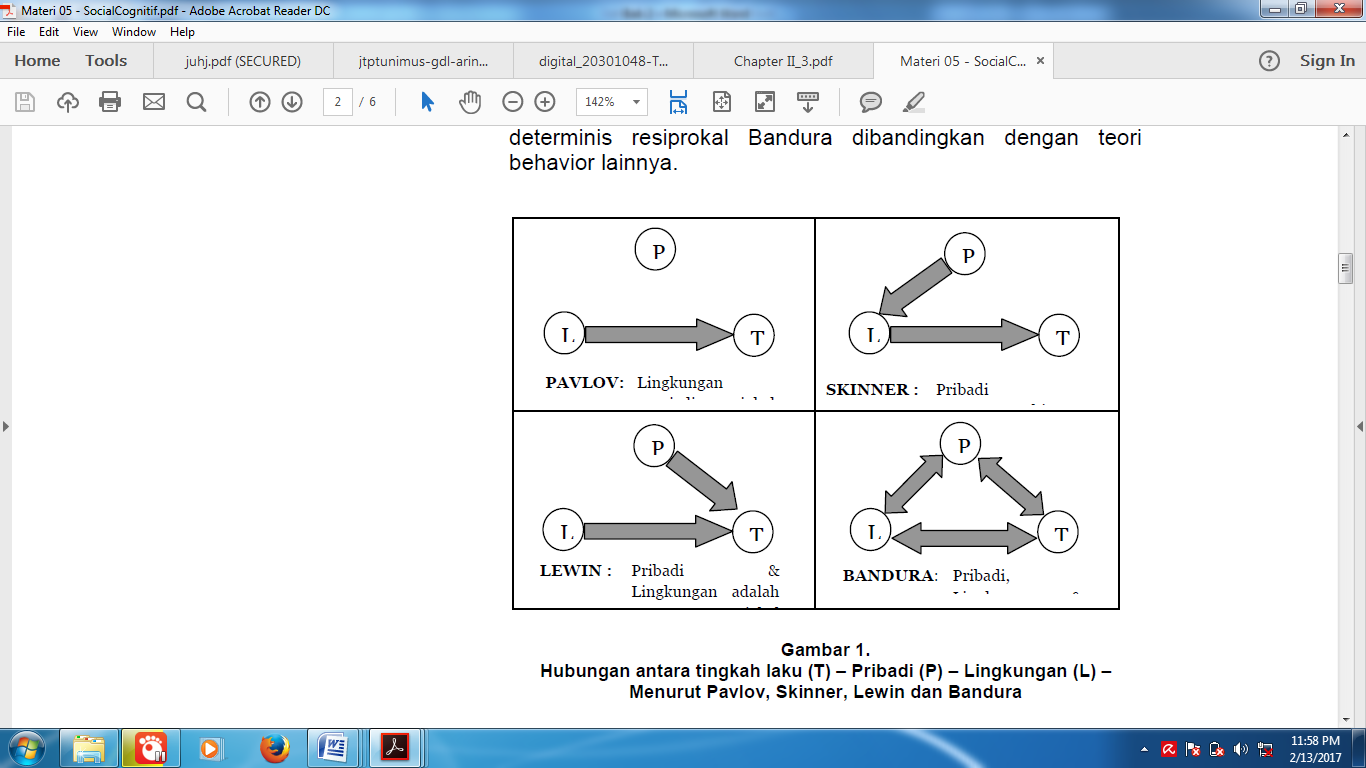 Materi 05 - SocialCognitif.pdf - Adobe Acrobat Reader DC
File Edit View Window Help
Home Tools juhj.pdf (SECURED) jtptunimus-gdl-arin... digital_20301048-T... Chapter II_3.pdf Materi 05 - SocialC... × ? Sign In
2 / 6 142%
determinis resiprokal Bandura dibandingkan dengan teori
behavior lainnya.
P
L T
PAVLOV: Lingkungan
P
L T
SKINNER : Pribadi
P
L T
LEWIN : Pribadi &
Lingkungan adalah
P
L T
BANDURA: Pribadi,
Gambar 1.
Hubungan antara tingkah laku (T) – Pribadi (P) – Lingkungan (L) –
Menurut Pavlov, Skinner, Lewin dan Bandura
11:58 PM
2/13/2017